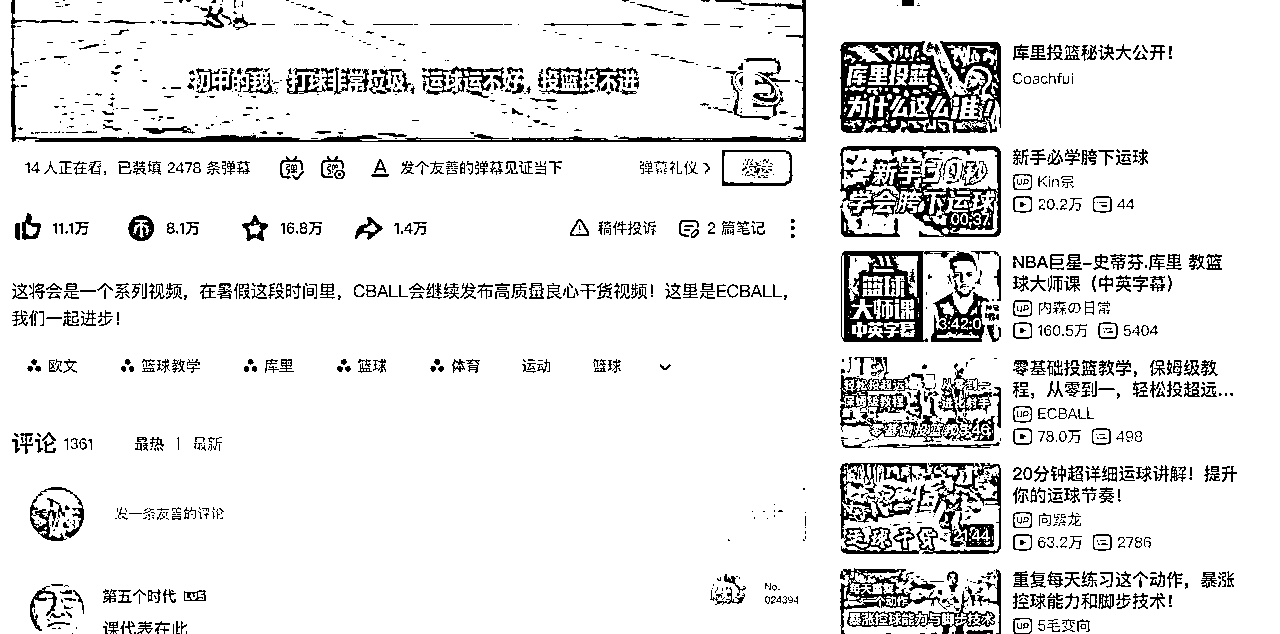 初中的我 打球非常垃圾，运球运不好，投篮投不进
14 人正在看，已装填 2478 条弹幕
发个友善的弹幕见证当下
弹幕礼仪 >
发送
11.1万
8.1万
16.8万
1.4万
稿件投诉
2 篇笔记
这将会是一个系列视频，在暑假这段时间里，CBALL会继续发布高质量良心干货视频！这里是ECBALL，
我们一起进步！
欧文
篮球教学
库里
篮球
体育
运动
篮球
评论 1361
最热 | 最新
发一条友善的评论
第五个时代
No.
024394
课代表在此
库里投篮
为什么这么准！
库里投篮秘诀大公开！
Coachfui
新手30秒
学会胯下运球
00:37
新手必学胯下运球
UP Kin泉
20.2万 44
篮球
大师课
中英字幕
3:42:0
NBA巨星-史蒂芬.库里 教篮
球大师课（中英字幕）
UP 内森の日常
160.5万 5404
零基础投篮教学，保姆级教
程，从零到一，轻松投超远...
UP ECBALL
78.0万 498
运球干货
21:44
20分钟超详细运球讲解！提升
你的运球节奏！
UP 向毅龙
63.2万 2786
每天重复
一个动作
暴涨控球能力与脚步技术
重复每天练习这个动作，暴涨
控球能力和脚步技术！
UP 5毛变向